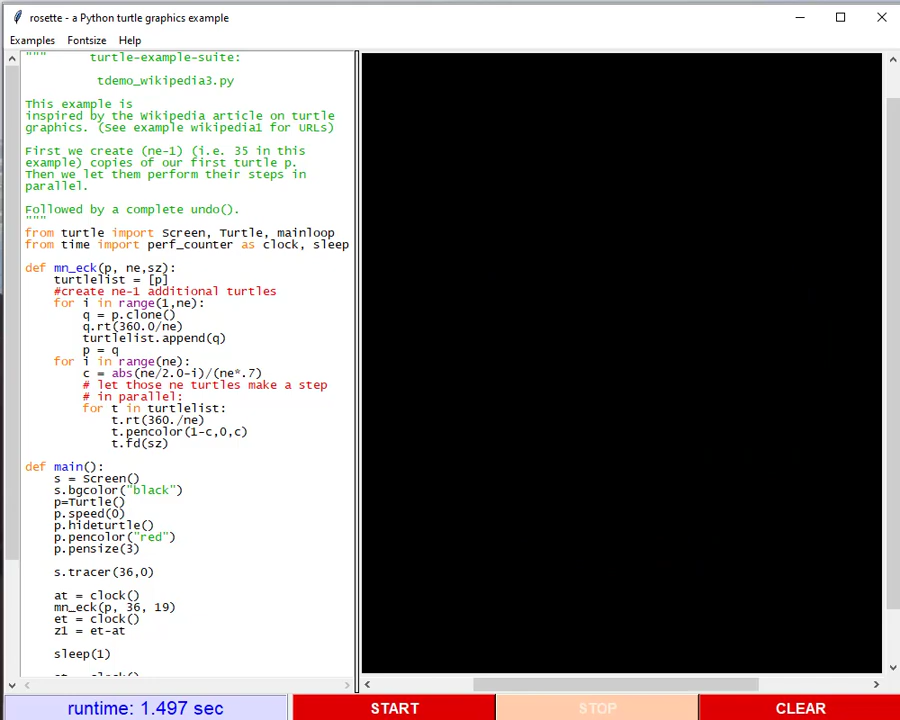 rosette - a Python turtle graphics example
Examples Fontsize Help
""" turtle-example-suite:
tdemo_wikipedia3.py
This example is
inspired by the Wikipedia article on turtle
graphics. (See example wikipedia1 for URLs)
First we create (ne-1) (i.e. 35 in this
example) copies of our first turtle p.
Then we let them perform their steps in
parallel.
Followed by a complete undo().
"""
from turtle import Screen, Turtle, mainloop
from time import perf_counter as clock, sleep
def mn_eck(p, ne,sz):
turtlelist = [p]
#create ne-1 additional turtles
for i in range(1,ne):
q = p.clone()
q.rt(360.0/ne)
turtlelist.append(q)
p = q
for i in range(ne):
c = abs(ne/2.0-i)/(ne*.7)
# let those ne turtles make a step
# in parallel:
for t in turtlelist:
t.rt(360./ne)
t.pencolor(1-c,0,c)
t.fd(sz)
def main():
s = Screen()
s.bgcolor("black")
p=Turtle()
p.speed(0)
p.hideturtle()
p.pencolor("red")
p.pensize(3)
s.tracer(36,0)
at = clock()
mn_eck(p, 36, 19)
et = clock()
z1 = et-at
sleep(1)
runtime: 1.497 sec START STOP CLEAR